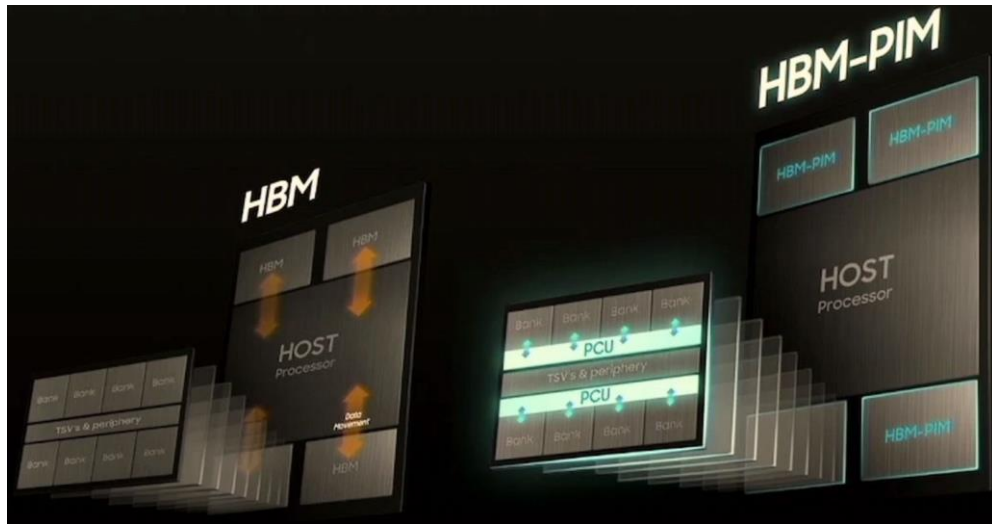 HBM
HBM
HBM
HOST
Processor
Data
Movement
HBM
Bank Bank Bank Bank
TSV's & periphery
Bank Bank Bank Bank
HBM-PIM
HBM-PIM
HBM-PIM
HOST
Processor
HBM-PIM
Bank Bank Bank Bank
PCU
TSV's & periphery
PCU
Bank Bank Bank Bank